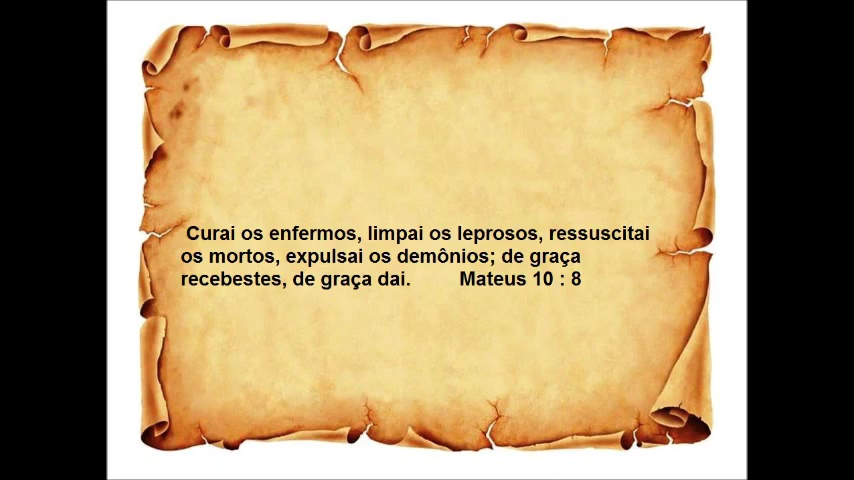 Curai os enfermos, limpai os leprosos, ressuscitai
os mortos, expulsai os demônios; de graça
recebestes, de graça dai. Mateus 10 : 8